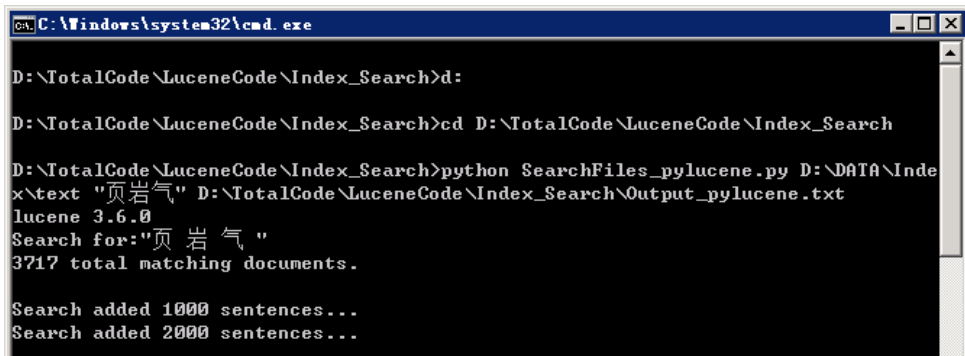 C:\Windows\system32\cmd.exe
D:\TotalCode\LuceneCode\Index_Search>d:
D:\TotalCode\LuceneCode\Index_Search>cd D:\TotalCode\LuceneCode\Index_Search
D:\TotalCode\LuceneCode\Index_Search>python SearchFiles_pylucene.py D:\DATA\Inde
x\text "页岩气" D:\TotalCode\LuceneCode\Index_Search\Output_pylucene.txt
lucene 3.6.0
Search for:"页 岩 气 "
3717 total matching documents.
Search added 1000 sentences...
Search added 2000 sentences...